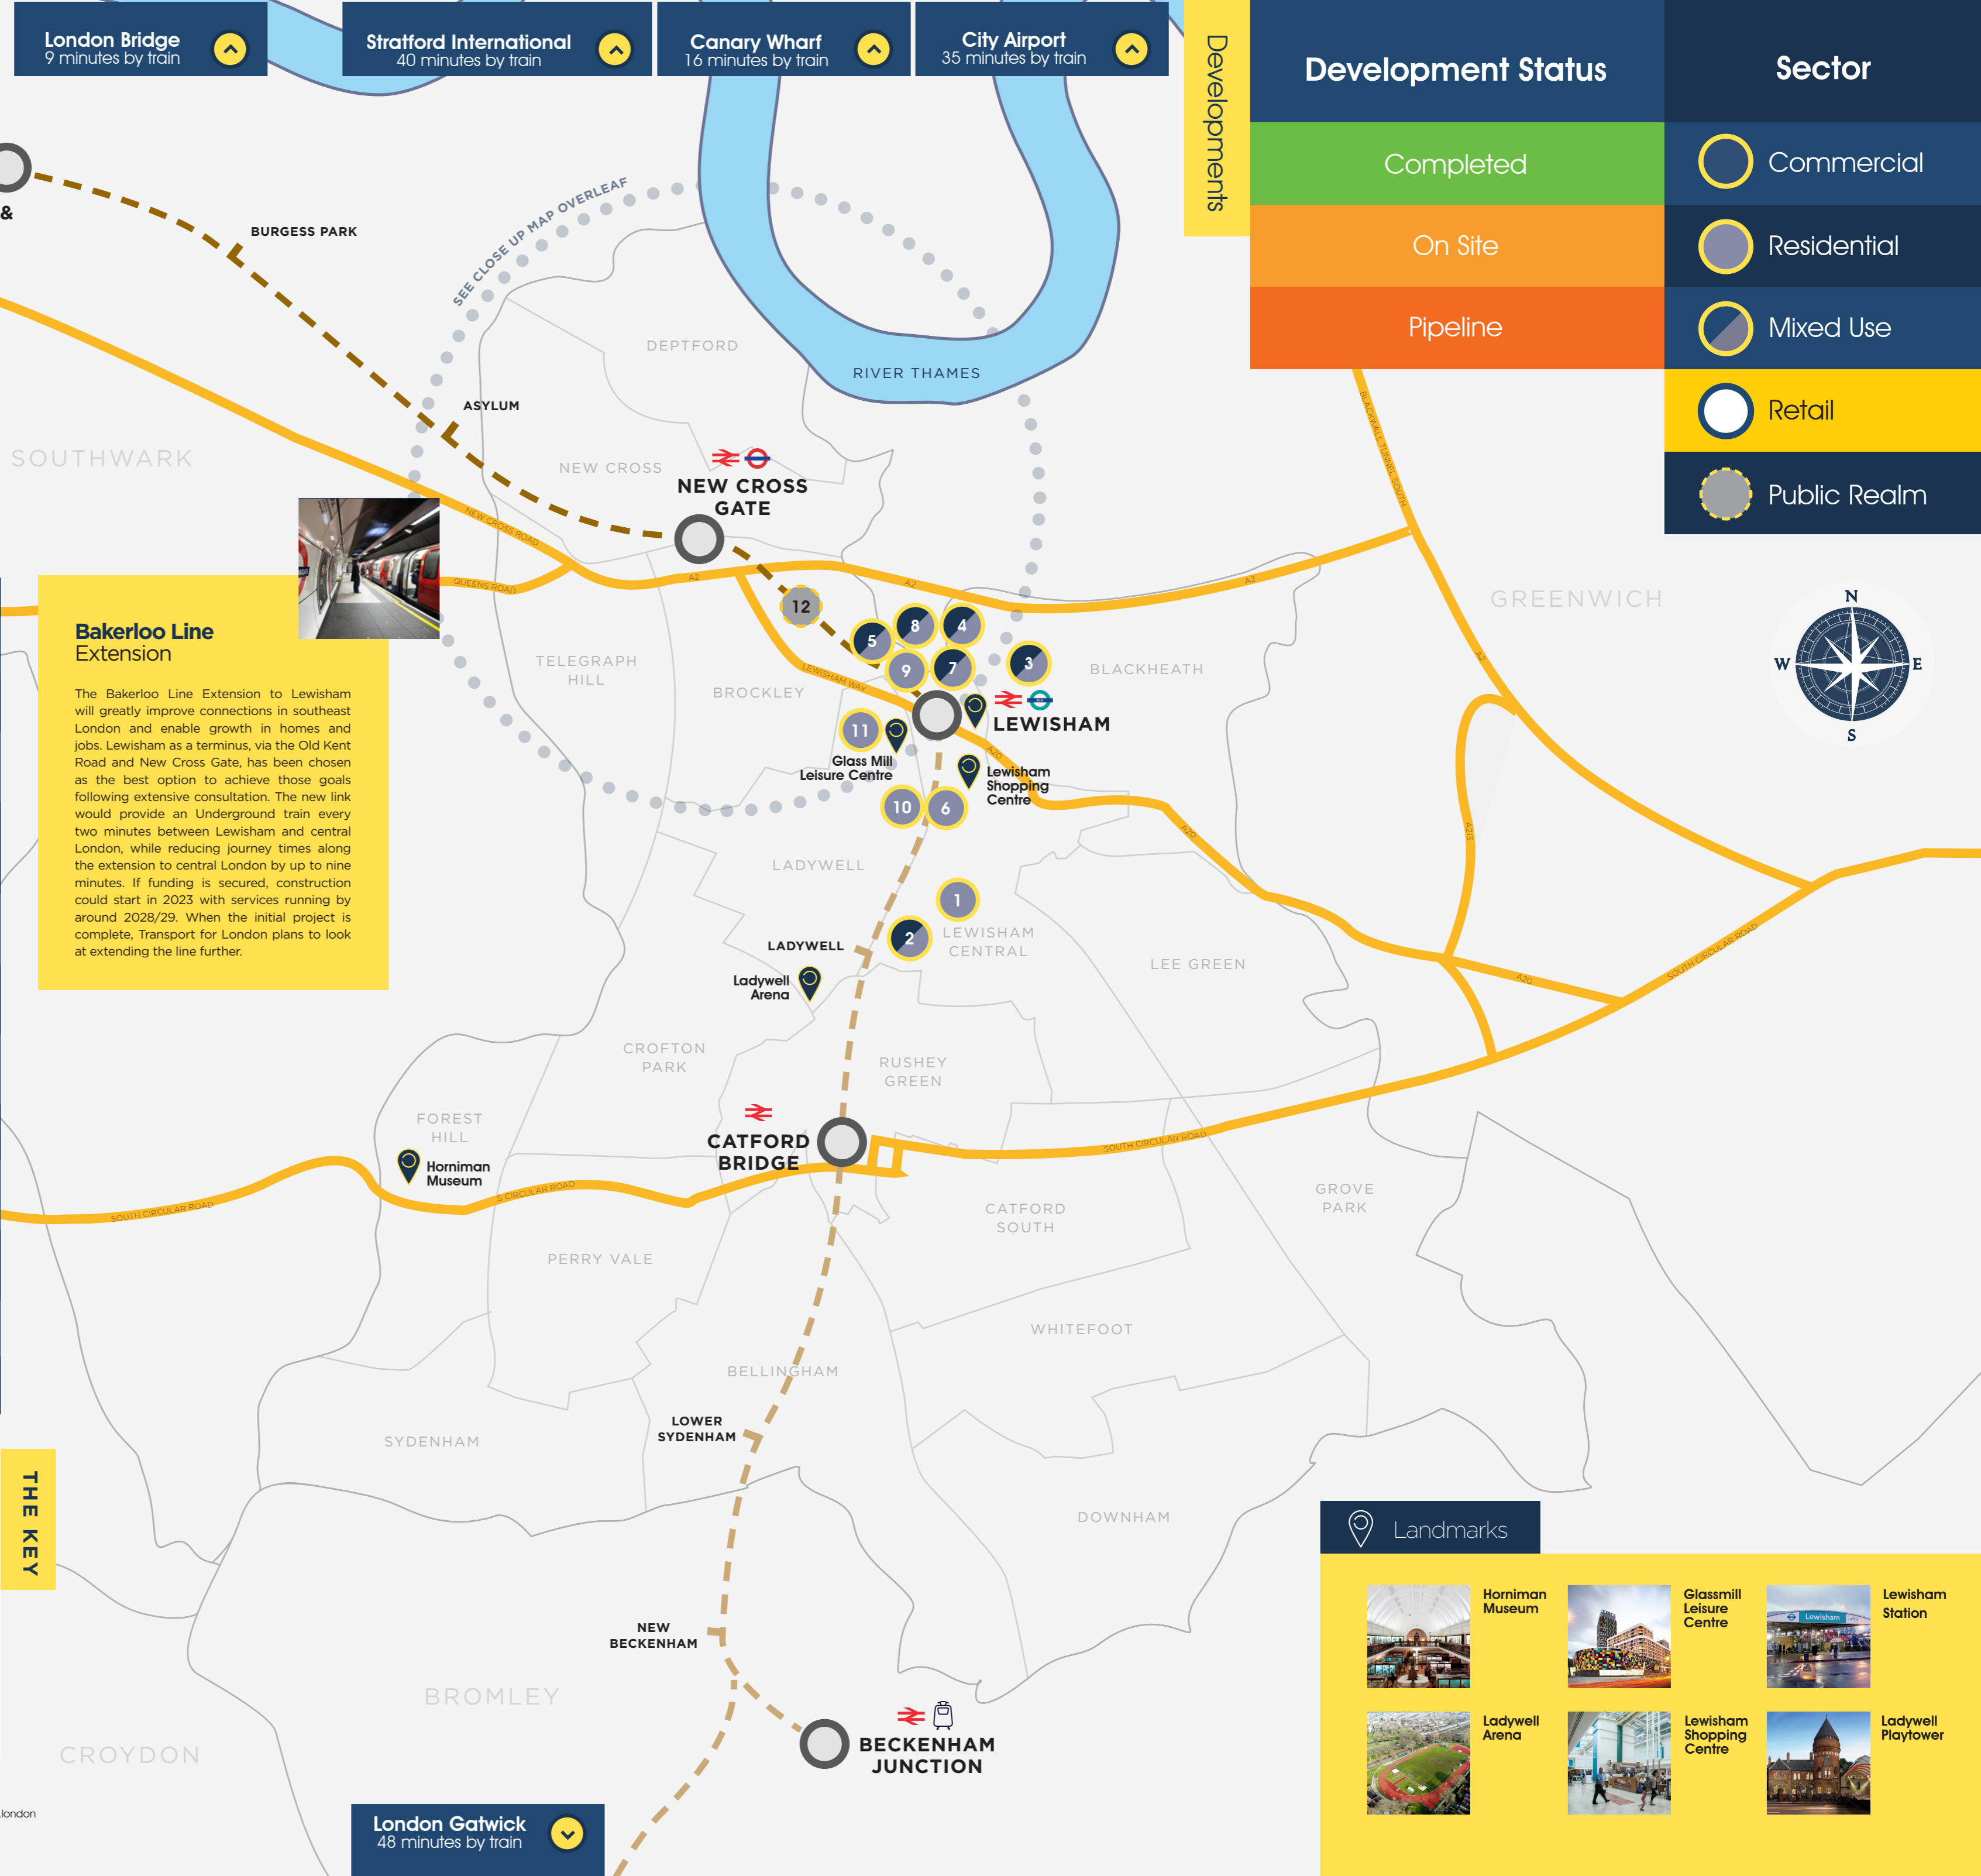 London Bridge
9 minutes by train
Stratford International
40 minutes by train
Canary Wharf
16 minutes by train
City Airport
35 minutes by train
Developments
Development Status
Completed
On Site
Pipeline
Sector
Commercial
Residential
Mixed Use
Retail
Public Realm
&
BURGESS PARK
SEE CLOSE UP MAP OVERLEAF
DEPTFORD
RIVER THAMES
BLACKWALL TUNNEL SOUTH
ASYLUM
SOUTHWARK
NEW CROSS
NEW CROSS
GATE
NEW CROSS ROAD
QUEENS ROAD
A2
A2
A2
A2
GREENWICH
N
W
E
S
Bakerloo Line
Extension
The Bakerloo Line Extension to Lewisham
will greatly improve connections in southeast
London and enable growth in homes and
jobs. Lewisham as a terminus, via the Old Kent
Road and New Cross Gate, has been chosen
as the best option to achieve those goals
following extensive consultation. The new link
would provide an Underground train every
two minutes between Lewisham and central
London, while reducing journey times along
the extension to central London by up to nine
minutes. If funding is secured, construction
could start in 2023 with services running by
around 2028/29. When the initial project is
complete, Transport for London plans to look
at extending the line further.
12
5
8
4
9
7
3
TELEGRAPH
HILL
BROCKLEY
LEWISHAM WAY
BLACKHEATH
LEWISHAM
11
Glass Mill
Leisure Centre
A20
Lewisham
Shopping
Centre
10
6
A20
A213
LADYWELL
1
2
LEWISHAM
CENTRAL
LADYWELL
Ladywell
Arena
LEE GREEN
A20
SOUTH CIRCULAR ROAD
CROFTON
PARK
RUSHEY
GREEN
FOREST
HILL
Horniman
Museum
CATFORD
BRIDGE
SOUTH CIRCULAR ROAD
S CIRCULAR ROAD
SOUTH CIRCULAR ROAD
CATFORD
SOUTH
GROVE
PARK
PERRY VALE
WHITEFOOT
BELLINGHAM
LOWER
SYDENHAM
SYDENHAM
THE KEY
DOWNHAM
NEW
BECKENHAM
BROMLEY
CROYDON
BECKENHAM
JUNCTION
.london
London Gatwick
48 minutes by train
Landmarks
Horniman
Museum
Glassmill
Leisure
Centre
Lewisham
Lewisham
Station
Ladywell
Arena
Lewisham
Shopping
Centre
Ladywell
Playtower